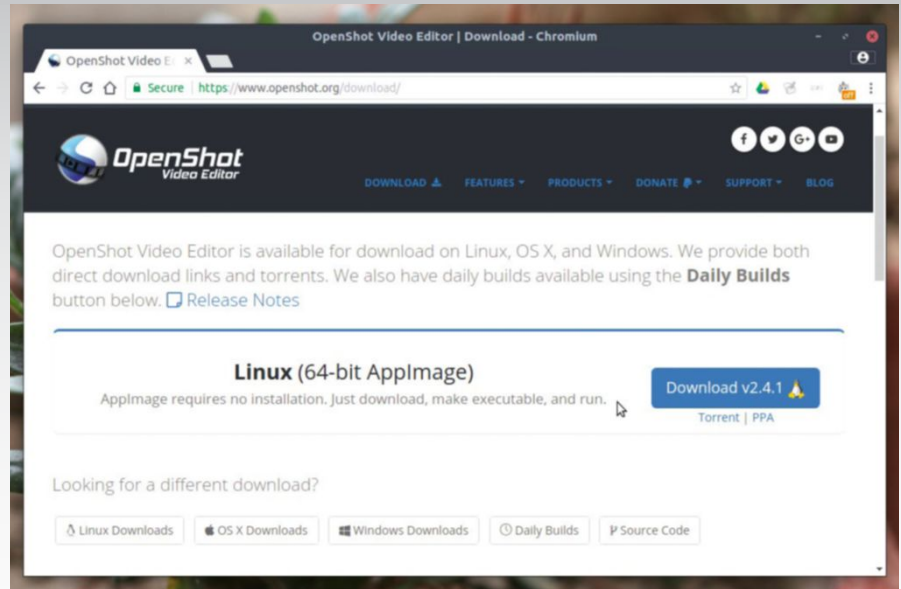 OpenShot Video Editor | Download - Chromium
OpenShot Video E
Secure https://www.openshot.org/download/
OpenShot
Video Editor
DOWNLOAD FEATURES PRODUCTS DONATE SUPPORT BLOG
OpenShot Video Editor is available for download on Linux, OS X, and Windows. We provide both
direct download links and torrents. We also have daily builds available using the Daily Builds
button below. Release Notes
Linux (64-bit AppImage)
AppImage requires no installation. Just download, make executable, and run.
Download v2.4.1
Torrent | PPA
Looking for a different download?
Linux Downloads OS X Downloads Windows Downloads Daily Builds Source Code